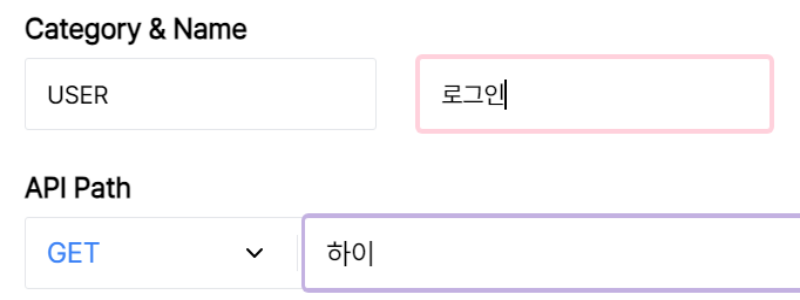 Category & Name
USER 로그인
API Path
GET 하이